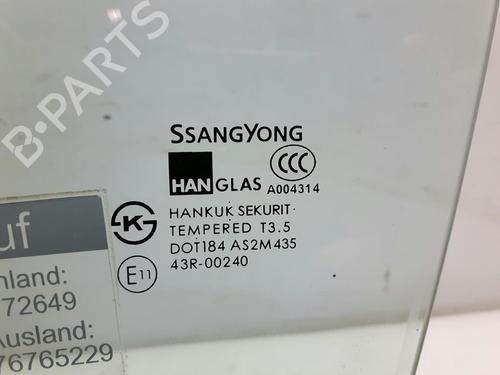 B-PARTS
SSANGYONG
HANGLAS
CCC
A004314
KS
HANKUK SEKURIT
TEMPERED T3.5
DOT184 AS2M435
E11
43R-00240
uf
nland:
72649
Ausland:
76765229